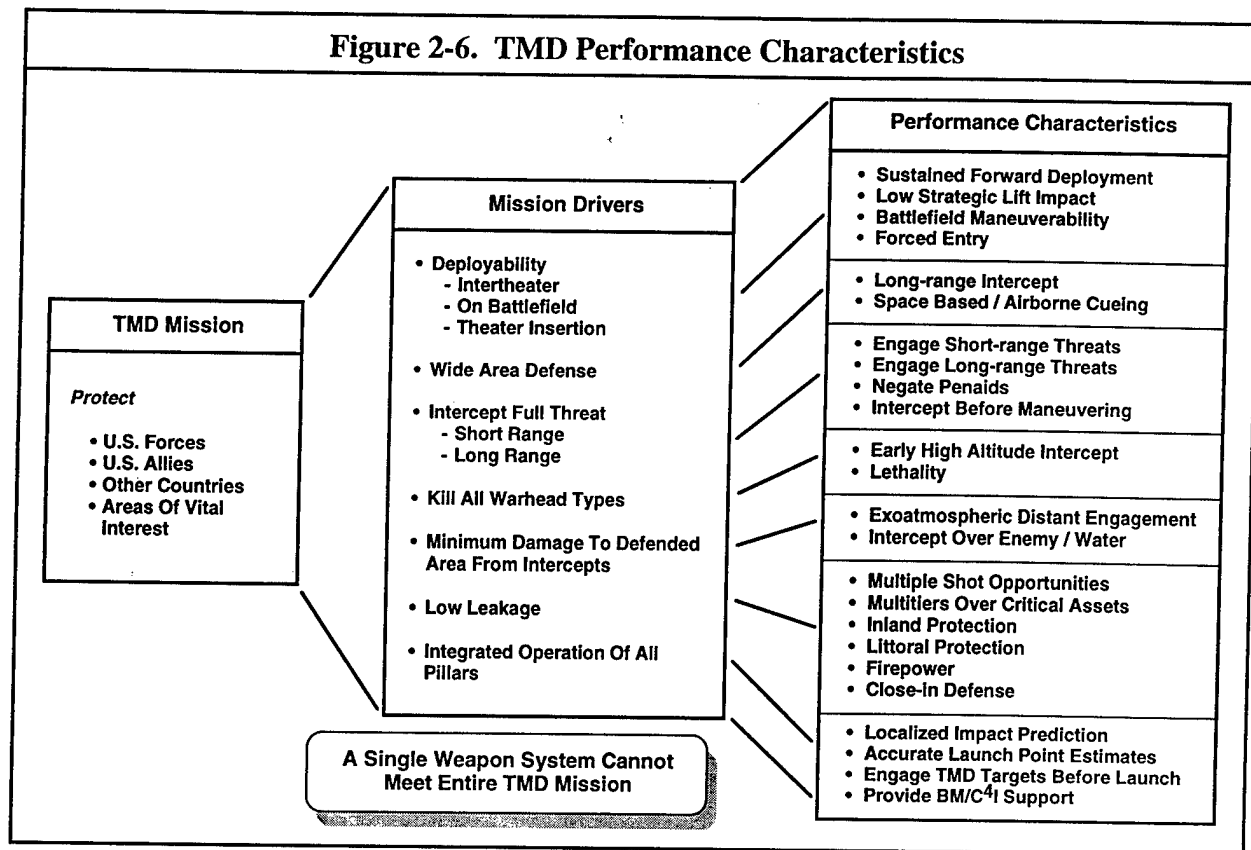 Figure 2-6. TMD Performance Characteristics
TMD Mission
Protect
• U.S. Forces
• U.S. Allies
• Other Countries
• Areas Of Vital
Interest
Mission Drivers
• Deployability
- Intertheater
- On Battlefield
- Theater Insertion
• Wide Area Defense
• Intercept Full Threat
- Short Range
- Long Range
• Kill All Warhead Types
• Minimum Damage To Defended
Area From Intercepts
• Low Leakage
• Integrated Operation Of All
Pillars
A Single Weapon System Cannot
Meet Entire TMD Mission
Performance Characteristics
• Sustained Forward Deployment
• Low Strategic Lift Impact
• Battlefield Maneuverability
• Forced Entry
• Long-range Intercept
• Space Based / Airborne Cueing
• Engage Short-range Threats
• Engage Long-range Threats
• Negate Penaids
• Intercept Before Maneuvering
• Early High Altitude Intercept
• Lethality
• Exoatmospheric Distant Engagement
• Intercept Over Enemy / Water
• Multiple Shot Opportunities
• Multitiers Over Critical Assets
• Inland Protection
• Littoral Protection
• Firepower
• Close-in Defense
• Localized Impact Prediction
• Accurate Launch Point Estimates
• Engage TMD Targets Before Launch
• Provide BM/C⁴I Support